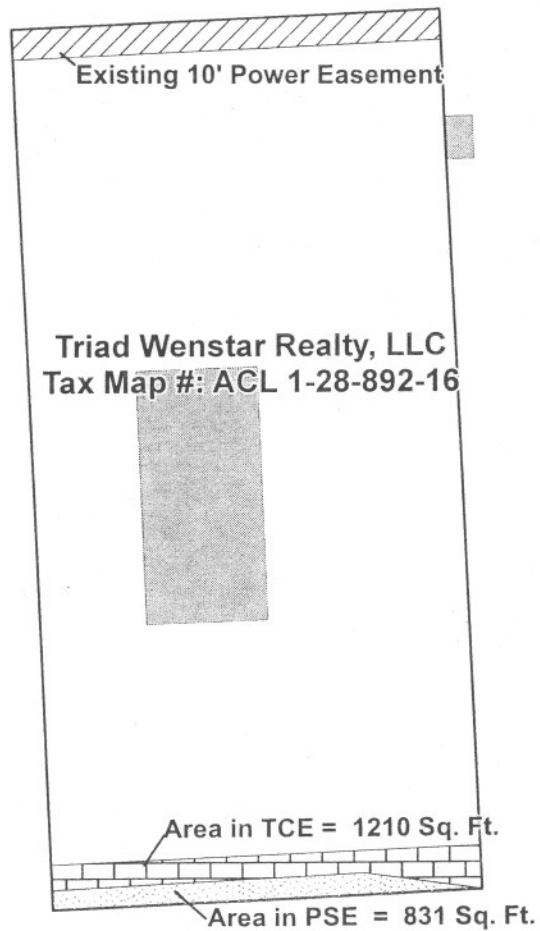 Existing 10' Power Easement
Triad Wenstar Realty, LLC
Tax Map #: ACL 1-28-892-16
Area in TCE = 1210 Sq. Ft.
Area in PSE = 831 Sq. Ft.